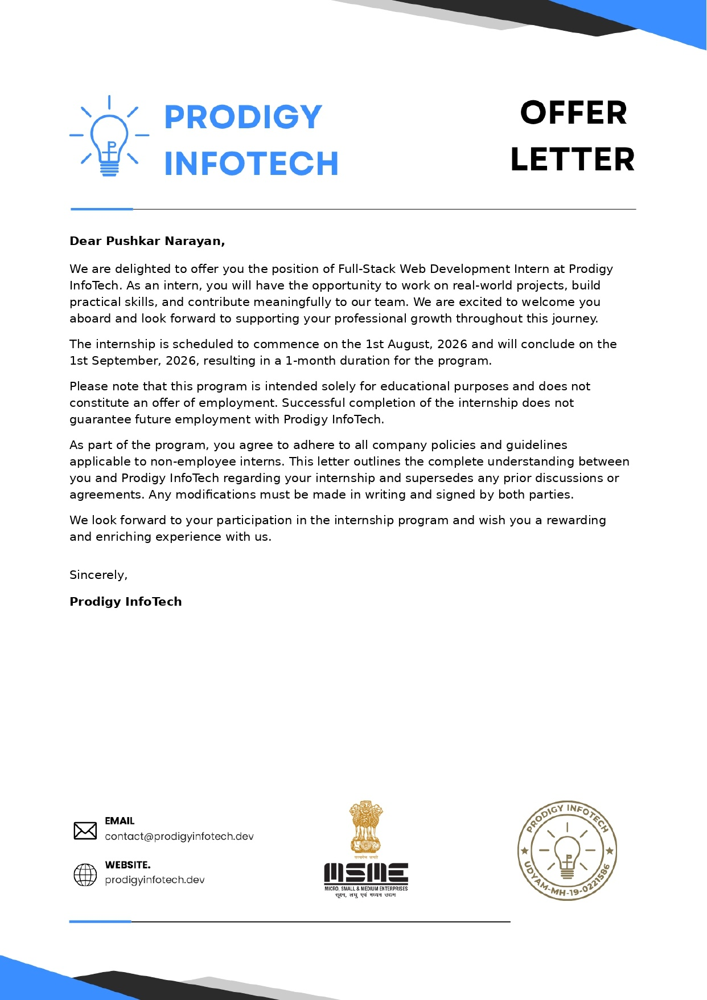 PRODIGY
INFOTECH
OFFER
LETTER
Dear Pushkar Narayan,
We are delighted to offer you the position of Full-Stack Web Development Intern at Prodigy
InfoTech. As an intern, you will have the opportunity to work on real-world projects, build
practical skills, and contribute meaningfully to our team. We are excited to welcome you
aboard and look forward to supporting your professional growth throughout this journey.
The internship is scheduled to commence on the 1st August, 2026 and will conclude on the
1st September, 2026, resulting in a 1-month duration for the program.
Please note that this program is intended solely for educational purposes and does not
constitute an offer of employment. Successful completion of the internship does not
guarantee future employment with Prodigy InfoTech.
As part of the program, you agree to adhere to all company policies and guidelines
applicable to non-employee interns. This letter outlines the complete understanding between
you and Prodigy InfoTech regarding your internship and supersedes any prior discussions or
agreements. Any modifications must be made in writing and signed by both parties.
We look forward to your participation in the internship program and wish you a rewarding
and enriching experience with us.
Sincerely,
Prodigy InfoTech
EMAIL
contact@prodigyinfotech.dev
WEBSITE.
prodigyinfotech.dev
सत्यमेव जयते
MSME
MICRO, SMALL & MEDIUM ENTERPRISES
सूक्ष्म, लघु एवं मध्यम उद्यम
PRODIGY INFOTECH
UDYAM-MH-19-0221586